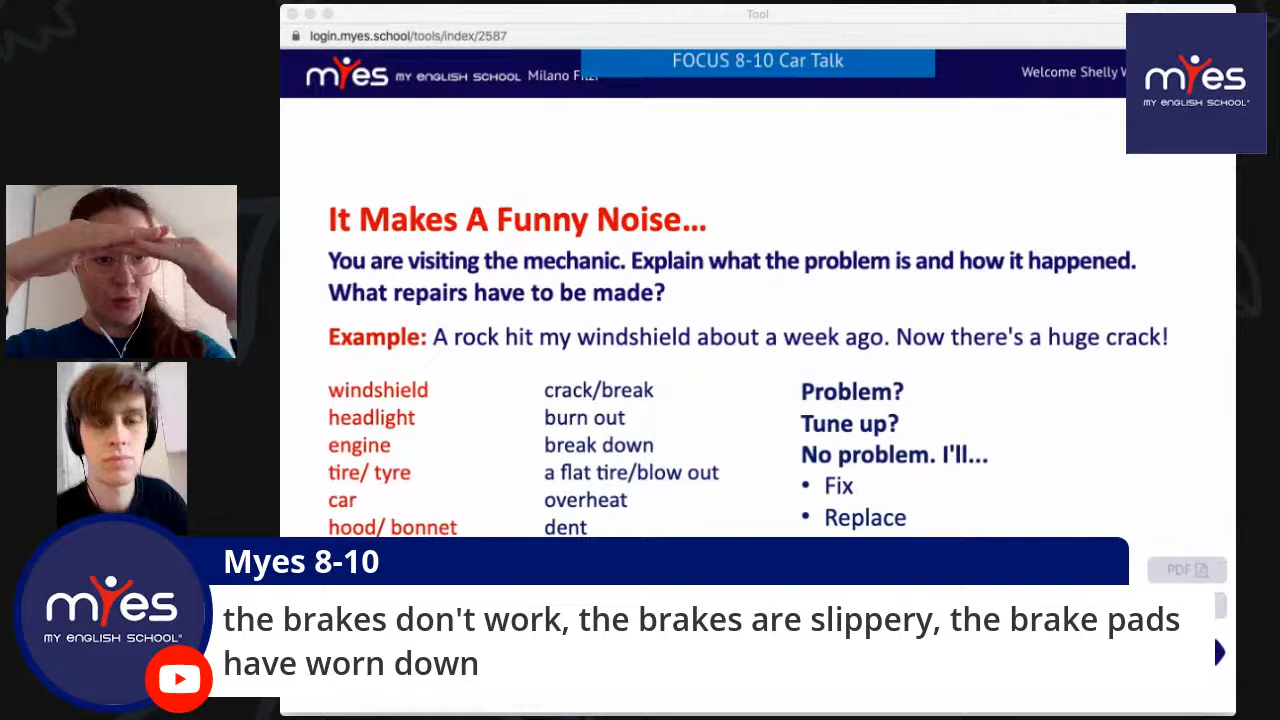 Tool
login.myes.school/tools/index/2587
myes MY ENGLISH SCHOOL Milano
FOCUS 8-10 Car Talk
Welcome Shelly
myes
MY ENGLISH SCHOOL
It Makes A Funny Noise...
You are visiting the mechanic. Explain what the problem is and how it happened.
What repairs have to be made?
Example: A rock hit my windshield about a week ago. Now there's a huge crack!
windshield
headlight
engine
tire/ tyre
car
hood/ bonnet
crack/break
burn out
break down
a flat tire/blow out
overheat
dent
Problem?
Tune up?
No problem. I'll...
• Fix
• Replace
PDF
Myes 8-10
myes
MY ENGLISH SCHOOL
the brakes don't work, the brakes are slippery, the brake pads
have worn down